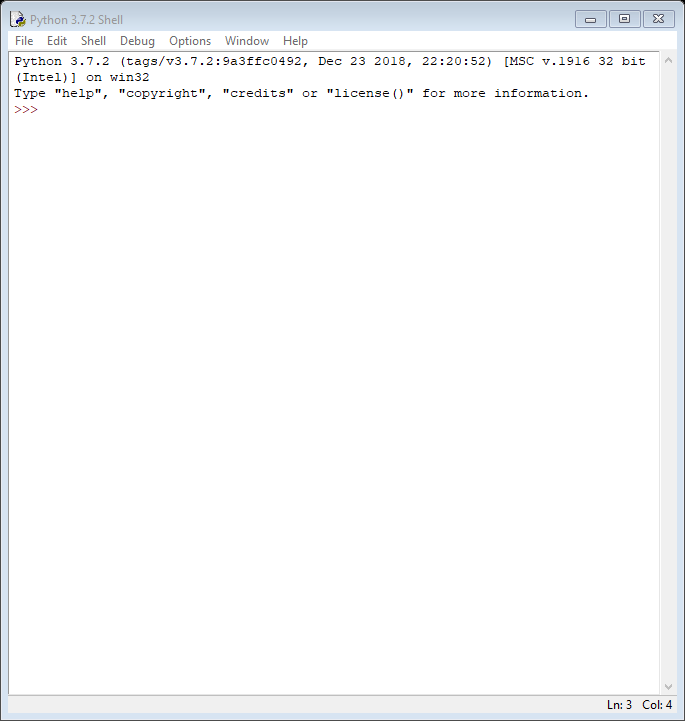 Python 3.7.2 Shell
File Edit Shell Debug Options Window Help
Python 3.7.2 (tags/v3.7.2:9a3ffc0492, Dec 23 2018, 22:20:52) [MSC v.1916 32 bit
(Intel)] on win32
Type "help", "copyright", "credits" or "license()" for more information.
>>>
Ln: 3 Col: 4